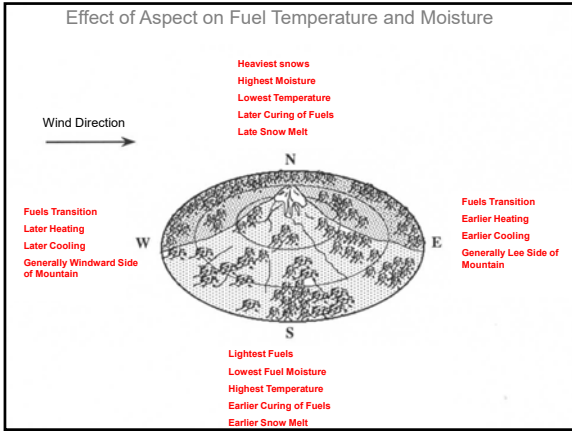 Effect of Aspect on Fuel Temperature and Moisture
Heaviest snows
Highest Moisture
Lowest Temperature
Later Curing of Fuels
Late Snow Melt
Wind Direction
N
Fuels Transition
Later Heating
Later Cooling
Generally Windward Side
of Mountain
W
E
Fuels Transition
Earlier Heating
Earlier Cooling
Generally Lee Side of
Mountain
S
Lightest Fuels
Lowest Fuel Moisture
Highest Temperature
Earlier Curing of Fuels
Earlier Snow Melt